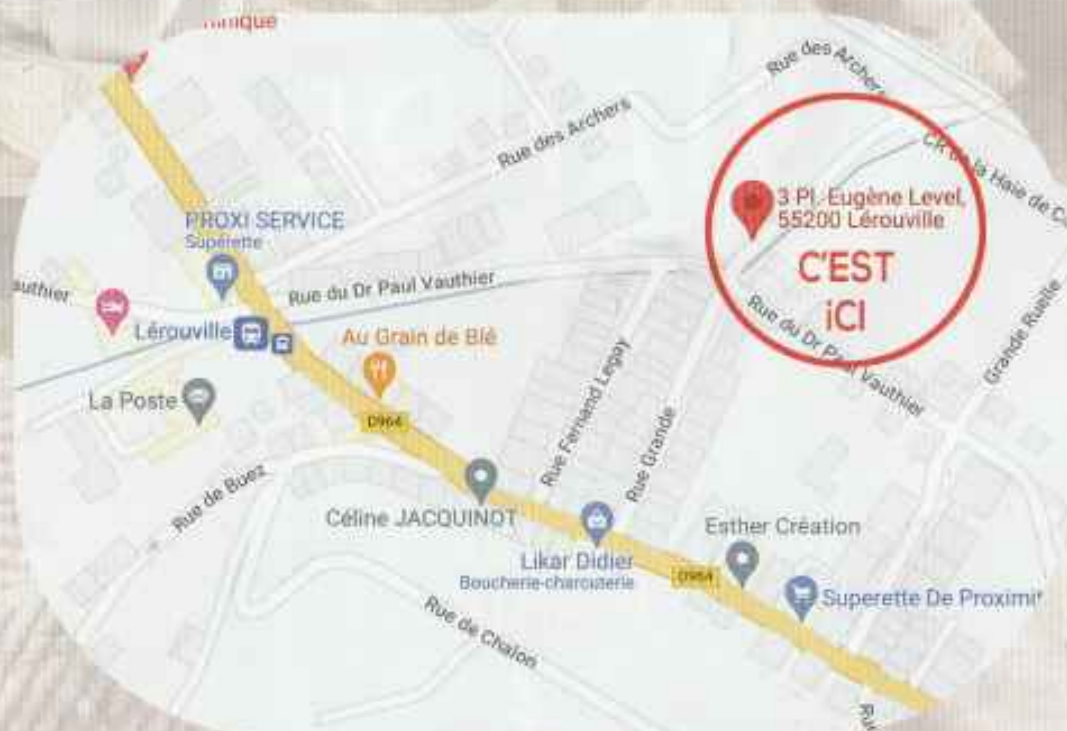 Rue des Archers
Rue des Archers
CR de la Haie de
3 Pl. Eugène Level,
55200 Lérouville
C'EST
iCI
PROXI SERVICE
Supérette
Rue du Dr Paul Vauthier
Lérouville
Au Grain de Blé
La Poste
D964
Rue du Dr Paul Vauthier
Grande Ruelle
Rue Fernand Legay
Rue Grande
Rue de Buez
Céline JACQUINOT
Likar Didier
Boucherie-charcuterie
Esther Création
D964
Superette De Proximi
Rue de Chalon